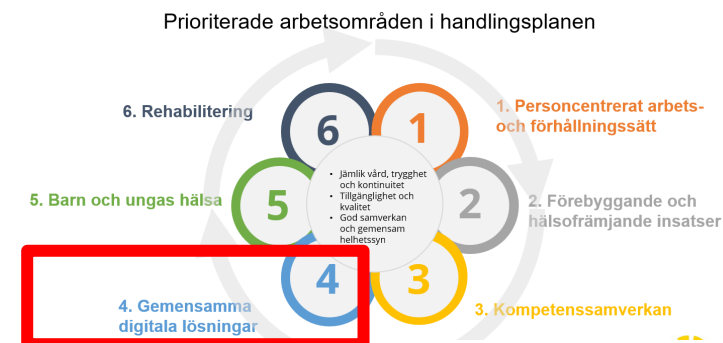 Prioriterade arbetsområden i handlingsplanen
6. Rehabilitering
6
1
1. Personcentrerat arbets-
och förhållningssätt
5. Barn och ungas hälsa
5
• Jämlik vård, trygghet
och kontinuitet
• Tillgänglighet och
kvalitet
• God samverkan
och gemensam
helhetssyn
2
2. Förebyggande och
hälsofrämjande insatser
4. Gemensamma
digitala lösningar
4
3
3. Kompetenssamverkan